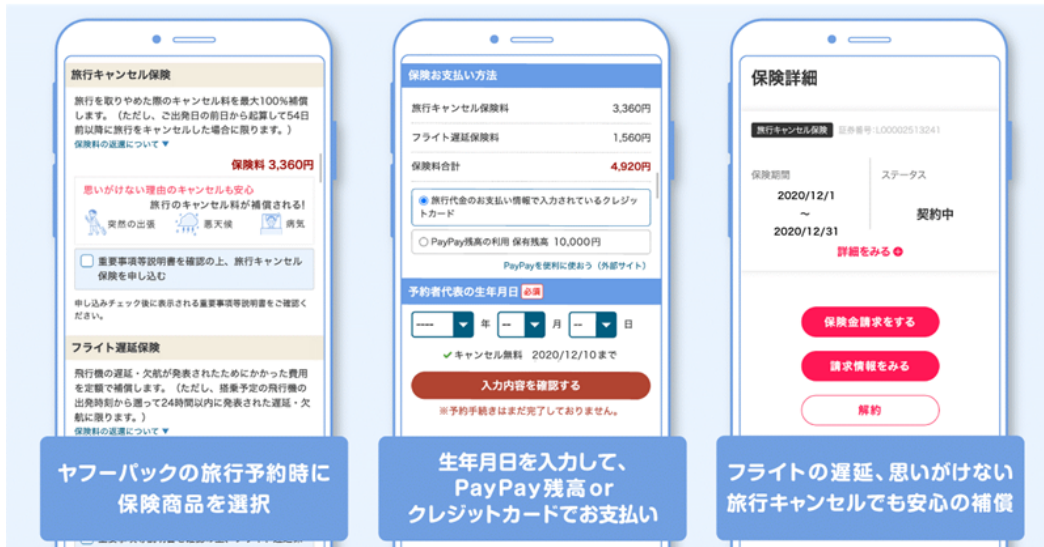 旅行キャンセル保険
旅行を取りやめた際のキャンセル料を最大100%補償
します。（ただし、ご出発日の前日から起算して54日
前以降に旅行をキャンセルした場合に限ります。）
保険料の返還について▼
保険料 3,360円
思いがけない理由のキャンセルも安心
旅行のキャンセル料が補償される!
突然の出張 悪天候 病気
重要事項等説明書を確認の上、旅行キャンセル
保険を申し込む
申し込みチェック後に表示される重要事項等説明書をご確認く
ださい。
フライト遅延保険
飛行機の遅延・欠航が発表されたためにかかった費用
を定額で補償します。（ただし、搭乗予定の飛行機の
出発時刻から遡って24時間以内に発表された遅延・欠
航に限ります。）
保険料の返還について▼
ヤフーパックの旅行予約時に
保険商品を選択
保険お支払い方法
旅行キャンセル保険料 3,360円
フライト遅延保険料 1,560円
保険料合計 4,920円
旅行代金のお支払い情報で入力されているクレジッ
トカード
PayPay残高の利用 保有残高 10,000円
PayPayを便利に使おう（外部サイト）
予約者代表の生年月日 必須
---- 年 -- 月 -- 日
✓キャンセル無料 2020/12/10まで
入力内容を確認する
※予約手続きはまだ完了しておりません。
生年月日を入力して、
PayPay残高or
クレジットカードでお支払い
保険詳細
旅行キャンセル保険 証券番号:L00002513241
保険期間 ステータス
2020/12/1
～
2020/12/31
契約中
詳細をみる
保険金請求をする
請求情報をみる
解約
フライトの遅延、思いがけない
旅行キャンセルでも安心の補償